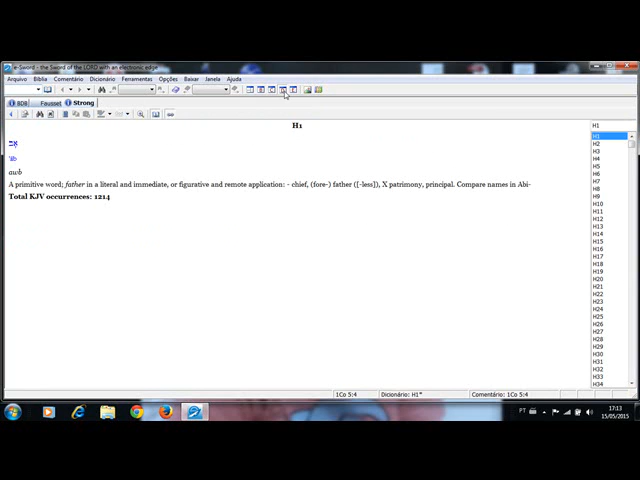 e-Sword - the Sword of the LORD with an electronic edge
Arquivo Bíblia Comentário Dicionário Ferramentas Opções Baixar Janela Ajuda
BDB Fausset Strong
H1
H1
אָב
'âb
awb
A primitive word; father in a literal and immediate, or figurative and remote application: - chief, (fore-) father ([-less]), X patrimony, principal. Compare names in Abi-
Total KJV occurrences: 1214
H1
H2
H3
H4
H5
H6
H7
H8
H9
H10
H11
H12
H13
H14
H15
H16
H17
H18
H19
H20
H21
H22
H23
H24
H25
H26
H27
H28
H29
H30
H31
H32
H33
H34
1Co 5:4 Dicionário: H1* Comentário: 1Co 5:4
PT 17:13
15/05/2015